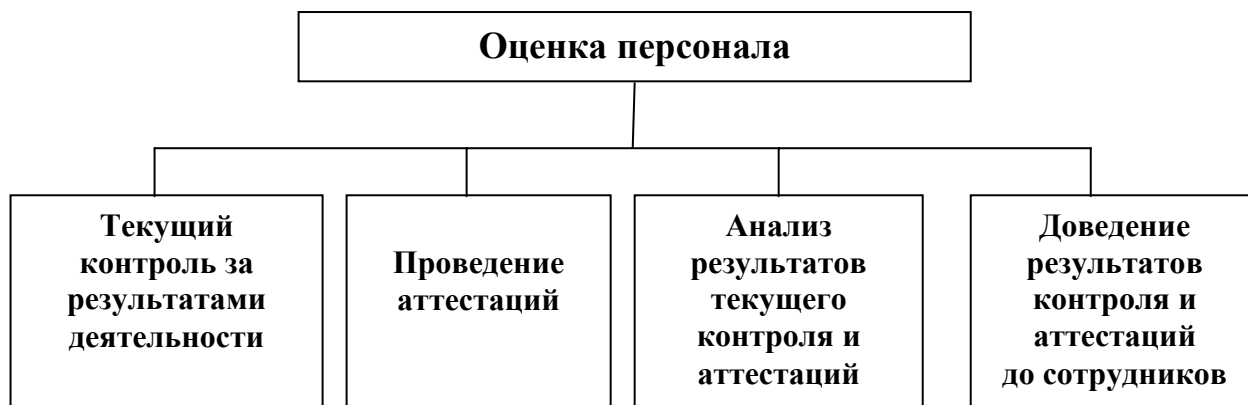 Оценка персонала
Текущий
контроль за
результатами
деятельности
Проведение
аттестаций
Анализ
результатов
текущего
контроля и
аттестаций
Доведение
результатов
контроля и
аттестаций
до сотрудников